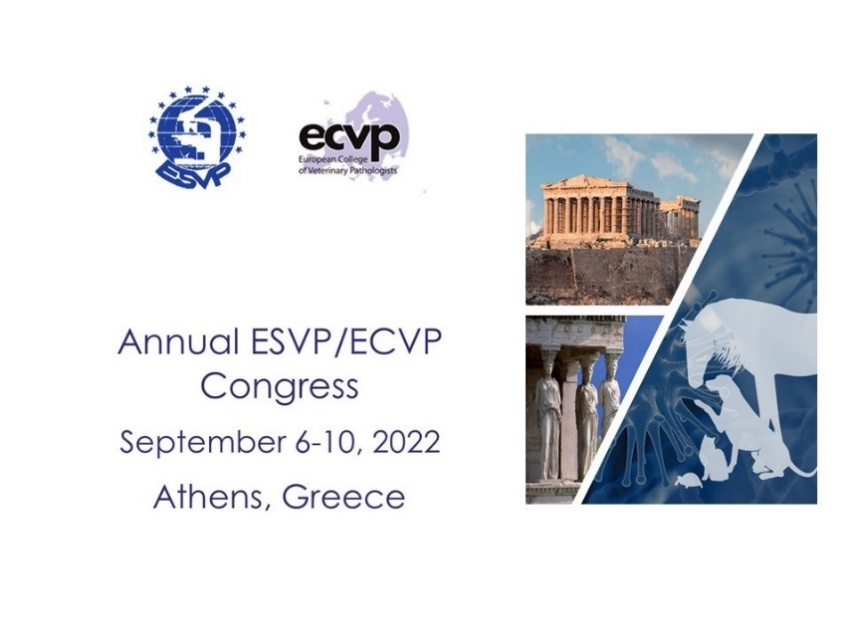 ESVP
ecvp
European College
of Veterinary Pathologists
Annual ESVP/ECVP
Congress
September 6-10, 2022
Athens, Greece